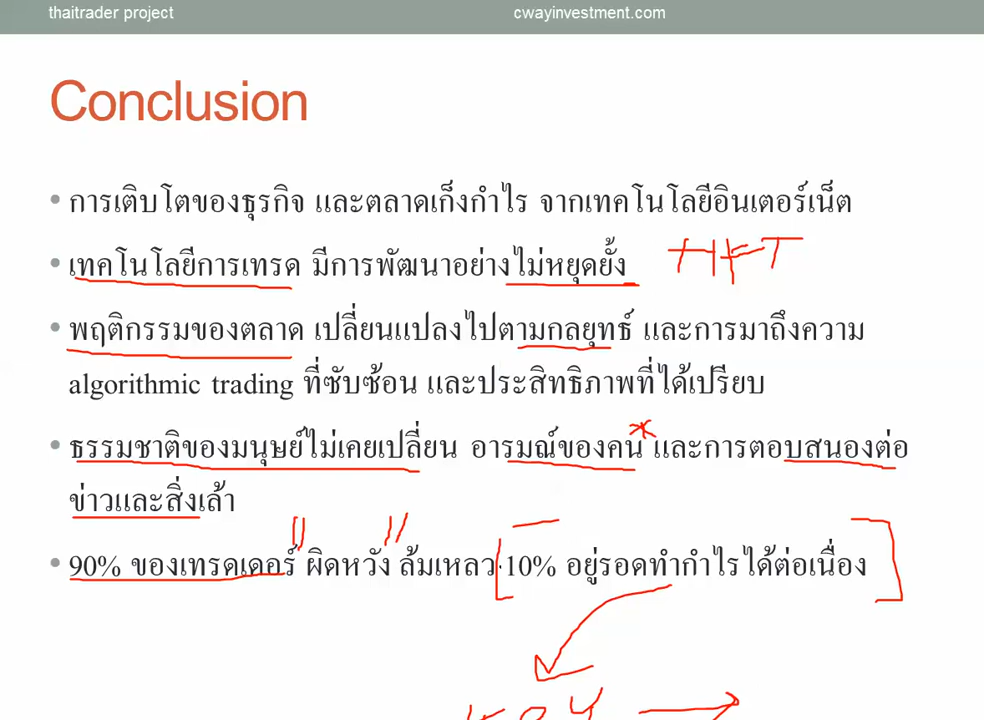 thaitrader project cwayinvestment.com
Conclusion
• การเติบโตของธุรกิจ และตลาดเก็งกำไร จากเทคโนโลยีอินเตอร์เน็ต
• เทคโนโลยีการเทรด มีการพัฒนาอย่างไม่หยุดยั้ง HFT
• พฤติกรรมของตลาด เปลี่ยนแปลงไปตามกลยุทธ์ และการมาถึงความ
algorithmic trading ที่ซับซ้อน และประสิทธิภาพที่ได้เปรียบ
• ธรรมชาติของมนุษย์ไม่เคยเปลี่ยน อารมณ์ของคน และการตอบสนองต่อ
ข่าวและสิ่งเล้า
• 90% ของเทรดเดอร์ ผิดหวัง ล้มเหลว 10% อยู่รอดทำกำไรได้ต่อเนื่อง